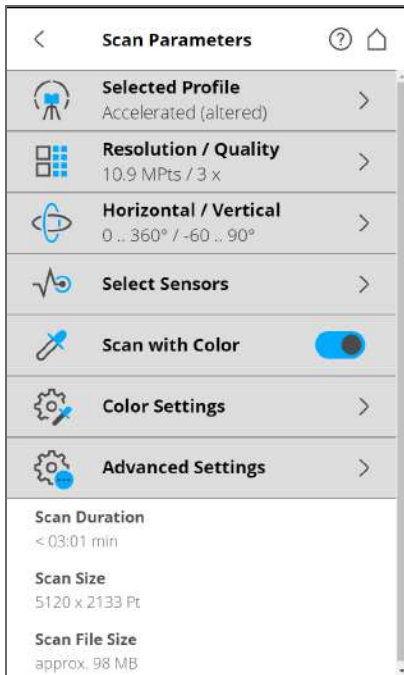 Scan Parameters
Selected Profile
Accelerated (altered)
Resolution / Quality
10.9 MPts / 3 x
Horizontal / Vertical
0 .. 360° / -60 .. 90°
Select Sensors
Scan with Color
Color Settings
Advanced Settings
Scan Duration
< 03:01 min
Scan Size
5120 x 2133 Pt
Scan File Size
approx. 98 MB